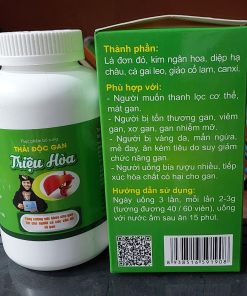 Thực phẩm bổ sung
THẢI ĐỘC GAN
Triệu Hòa
Thành phần:
Lá đơn đỏ, kim ngân hoa, diệp hạ
châu, cà gai leo, giảo cổ lam, canxi.
Phù hợp với:
- Người muốn thanh lọc cơ thể,
mát gan.
- Người bị tổn thương gan, viêm
gan, xơ gan, gan nhiễm mỡ.
- Người bị vàng da, mẩn ngứa,
mề đay, ăn kém tiêu do suy giảm
chức năng gan.
- Người uống bia rượu nhiều, tiếp
xúc hóa chất có hại cho gan.
Hướng dẫn sử dụng:
Ngày uống 3 lần, mỗi lần 2-3g
(tương đương 40 / 60 viên), uống
với nước ấm sau ăn 15 phút.
8 938516 591908